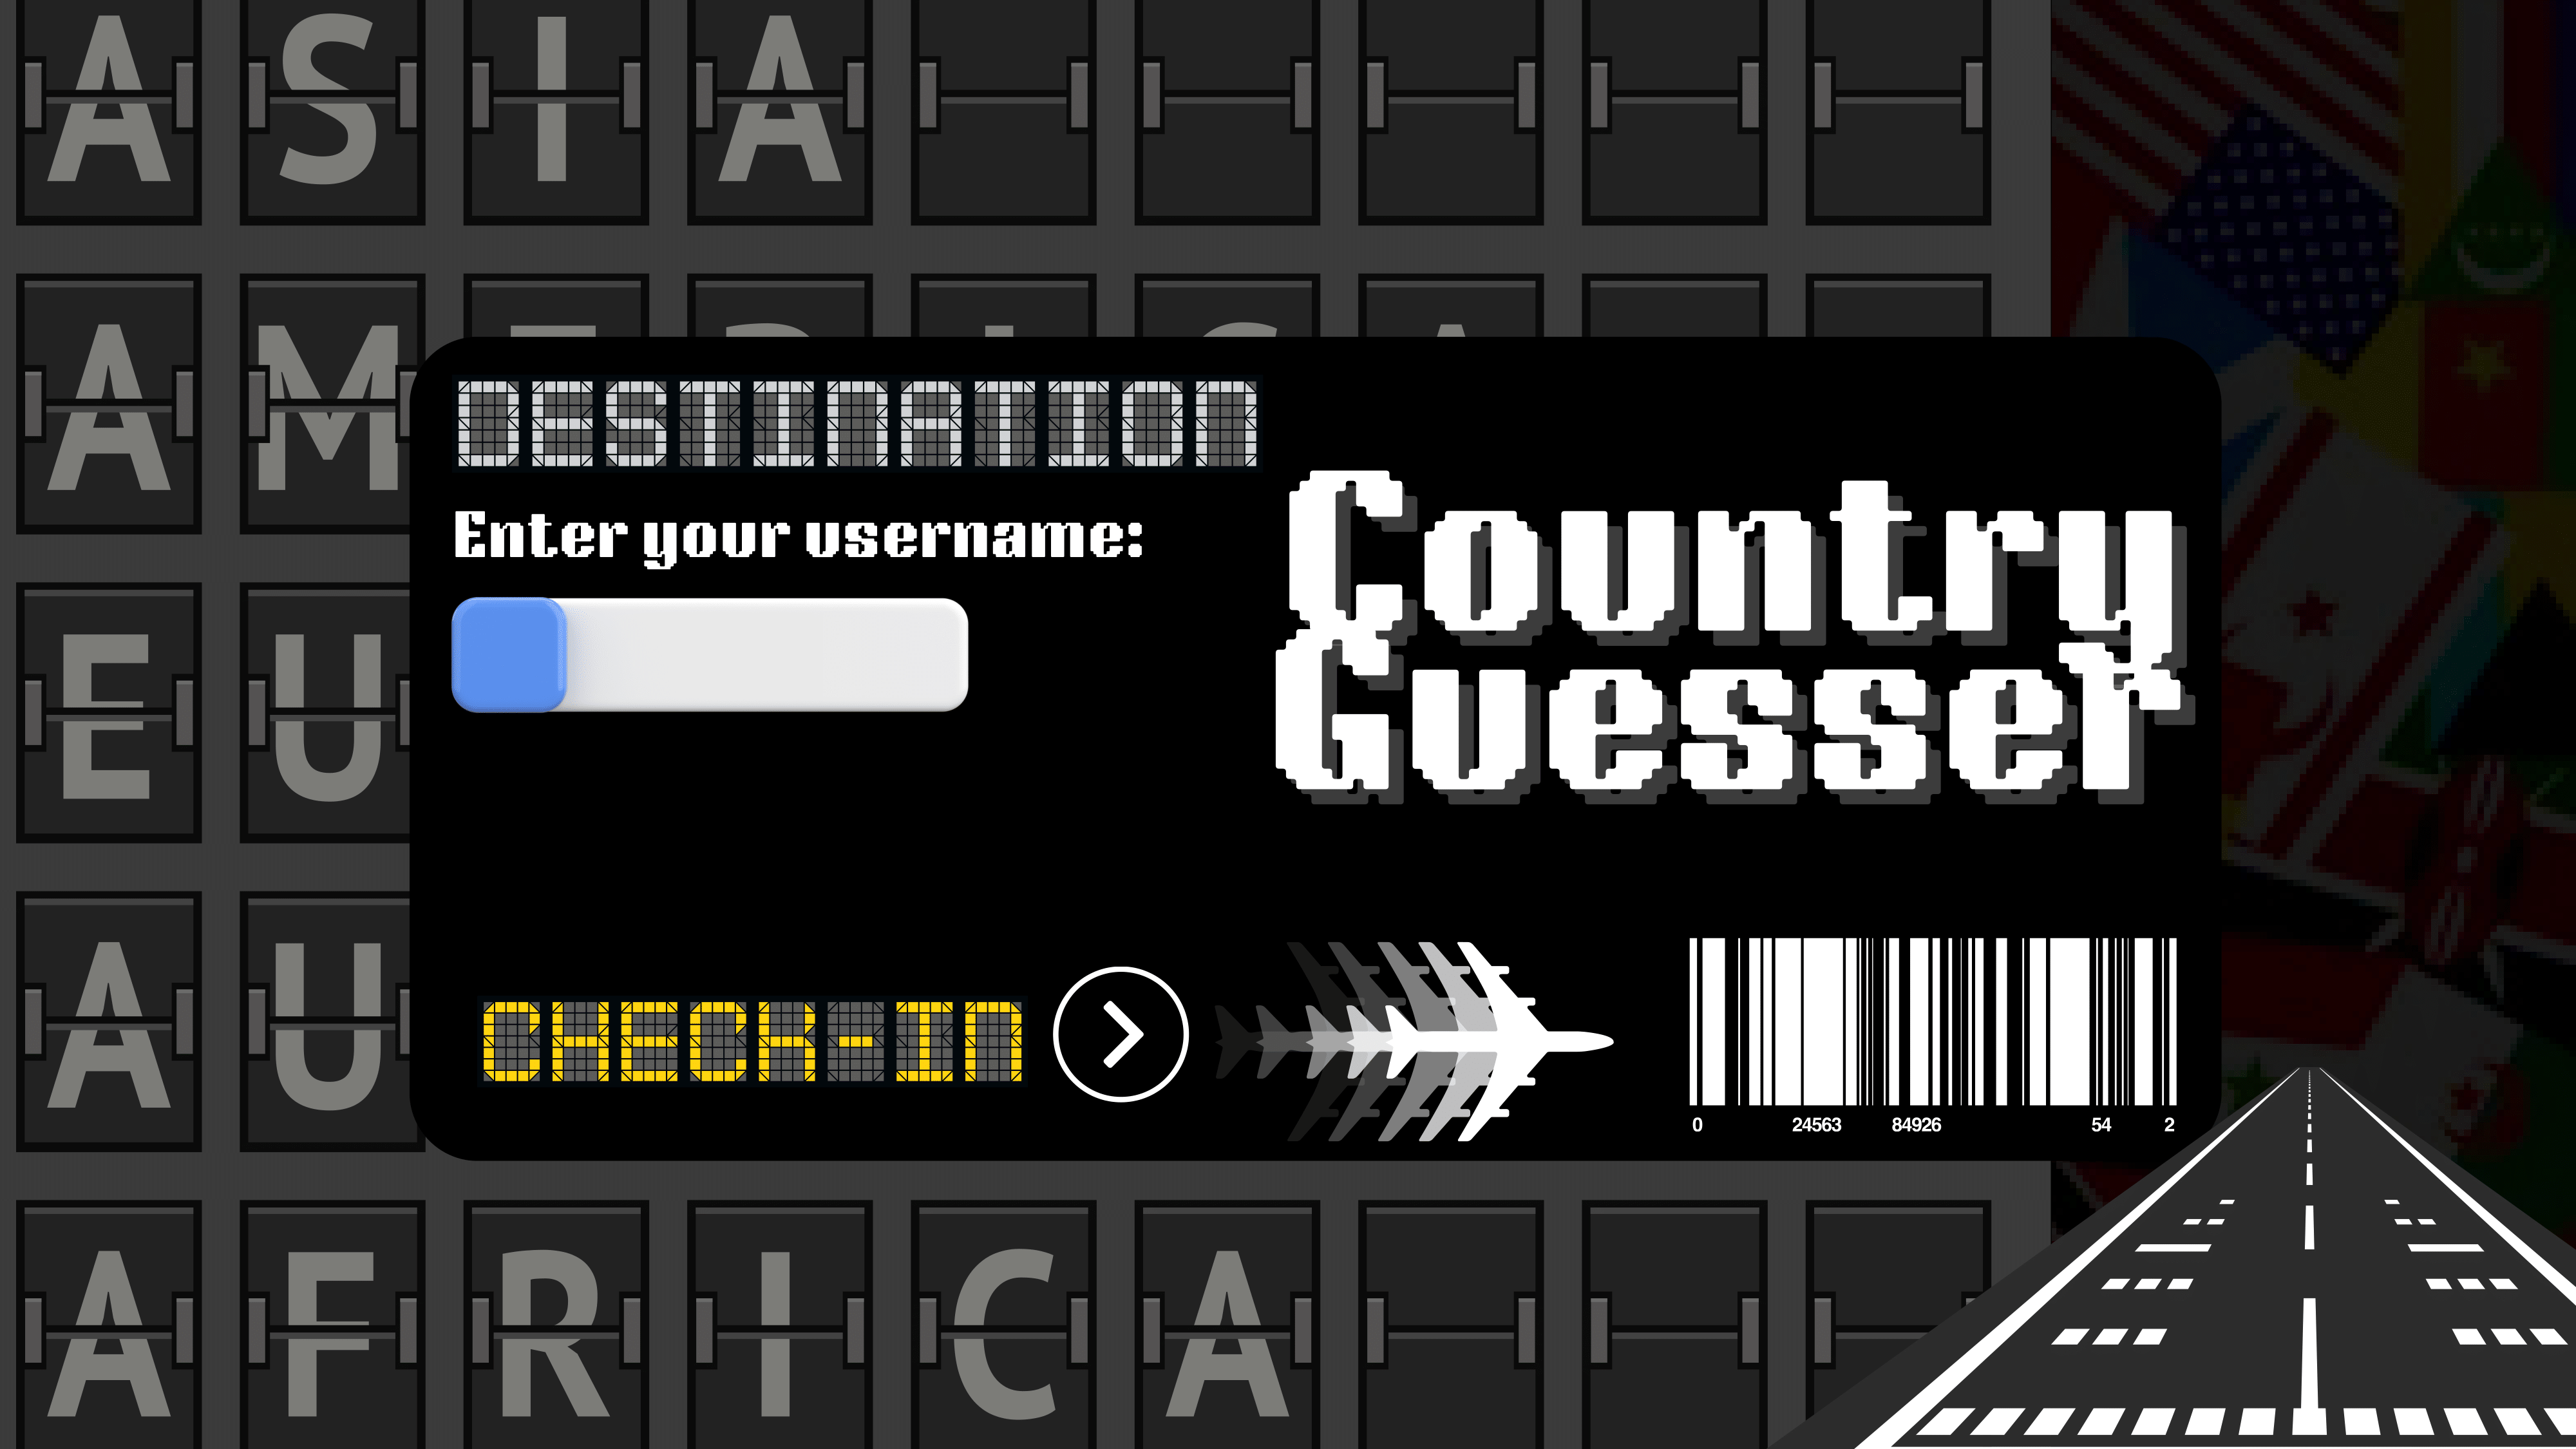 ASIA
AM
DESTINATION
Enter your username:
Country
Guesser
EU
AU
CHECK-IN
0 24563 84926 54 2
AFRICA